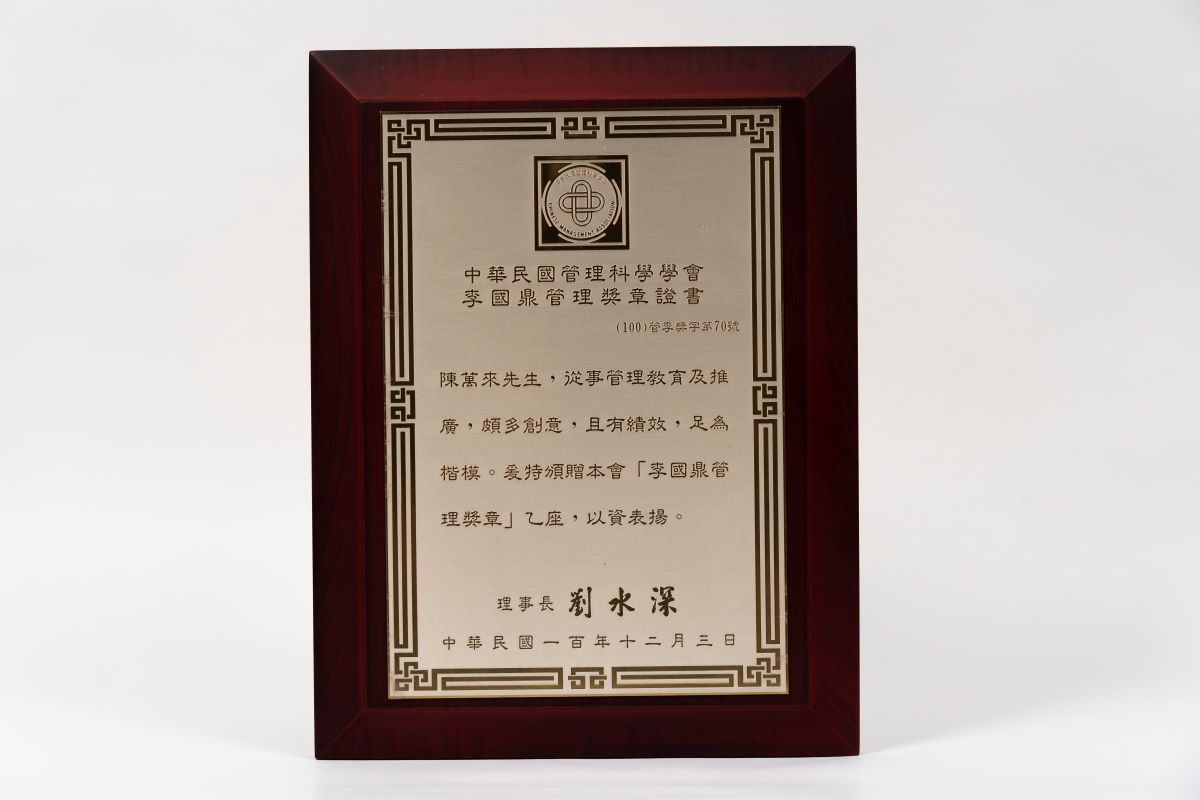 CHINESE MANAGEMENT ASSOCIATION
中華民國管理科學學會
李國鼎管理獎章證書
(100)管李獎字第70號
陳萬來先生，從事管理教育及推
廣，頗多創意，且有績效，足為
楷模。爰特頒贈本會「李國鼎管
理獎章」乙座，以資表揚。
理事長 劉水深
中華民國一百年十二月三日